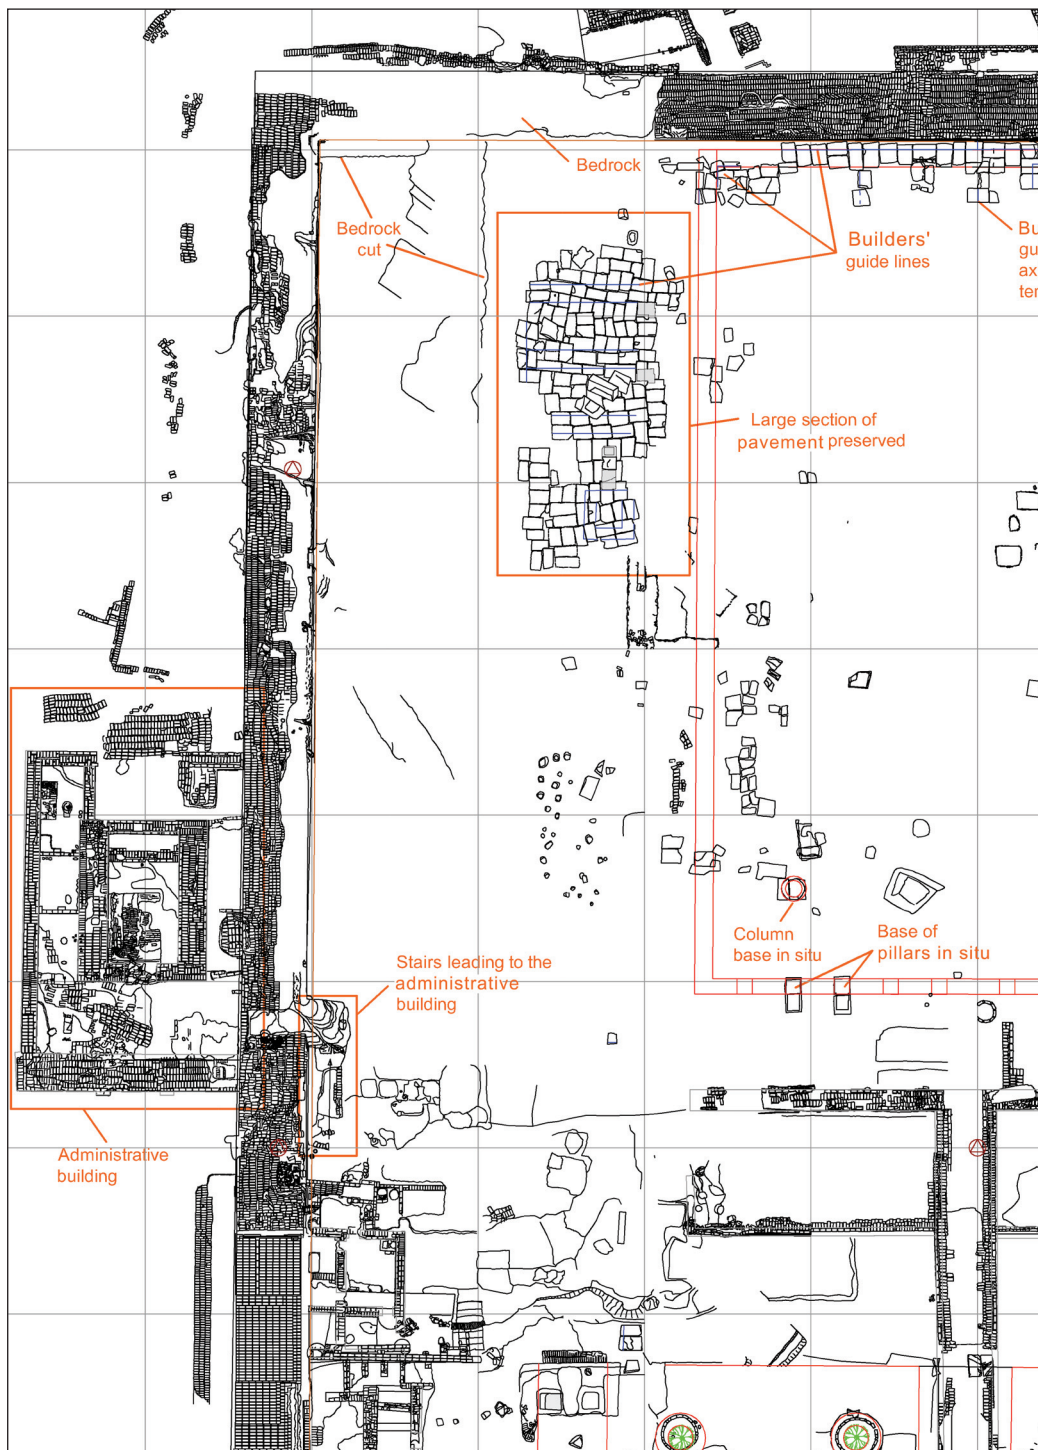 Bedrock
Bedrock
cut
Builders'
guide lines
Large section of
pavement preserved
Column
base in situ
Base of
pillars in situ
Stairs leading to the
administrative
building
Administrative
building